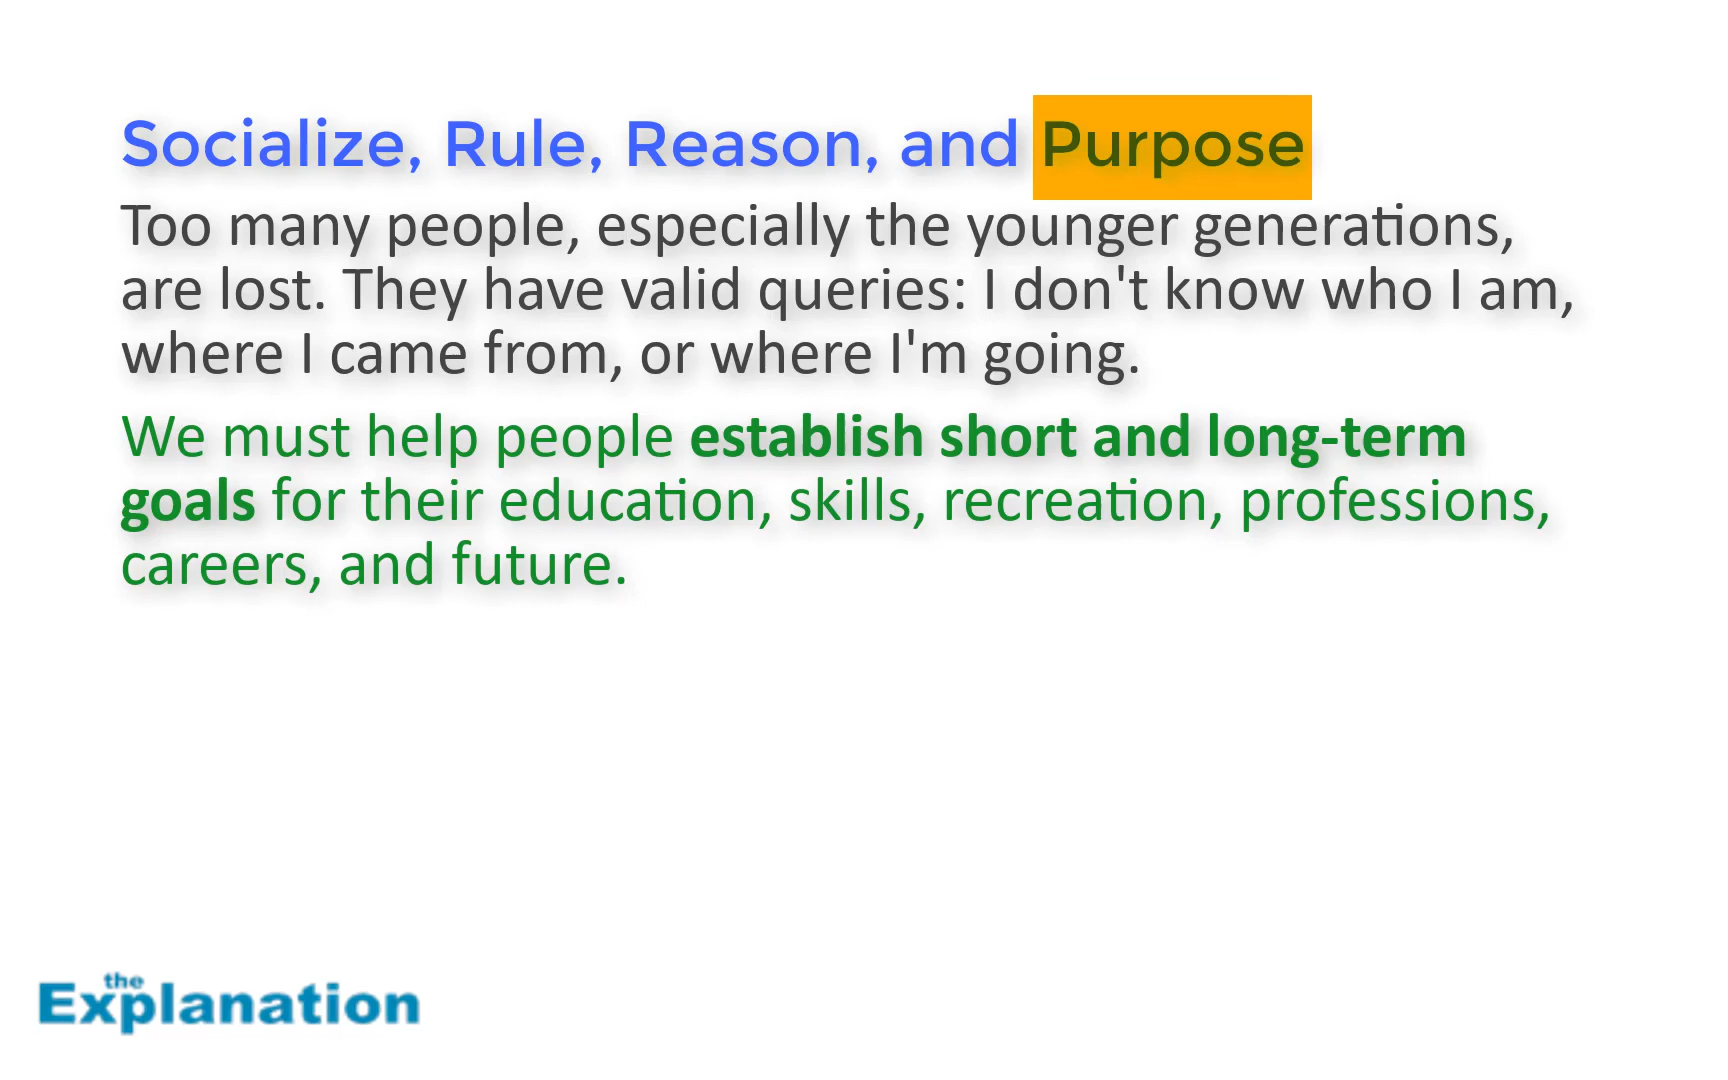 Socialize, Rule, Reason, and Purpose
Too many people, especially the younger generations,
are lost. They have valid queries: I don't know who I am,
where I came from, or where I'm going.
We must help people establish short and long-term
goals for their education, skills, recreation, professions,
careers, and future.
the
Explanation